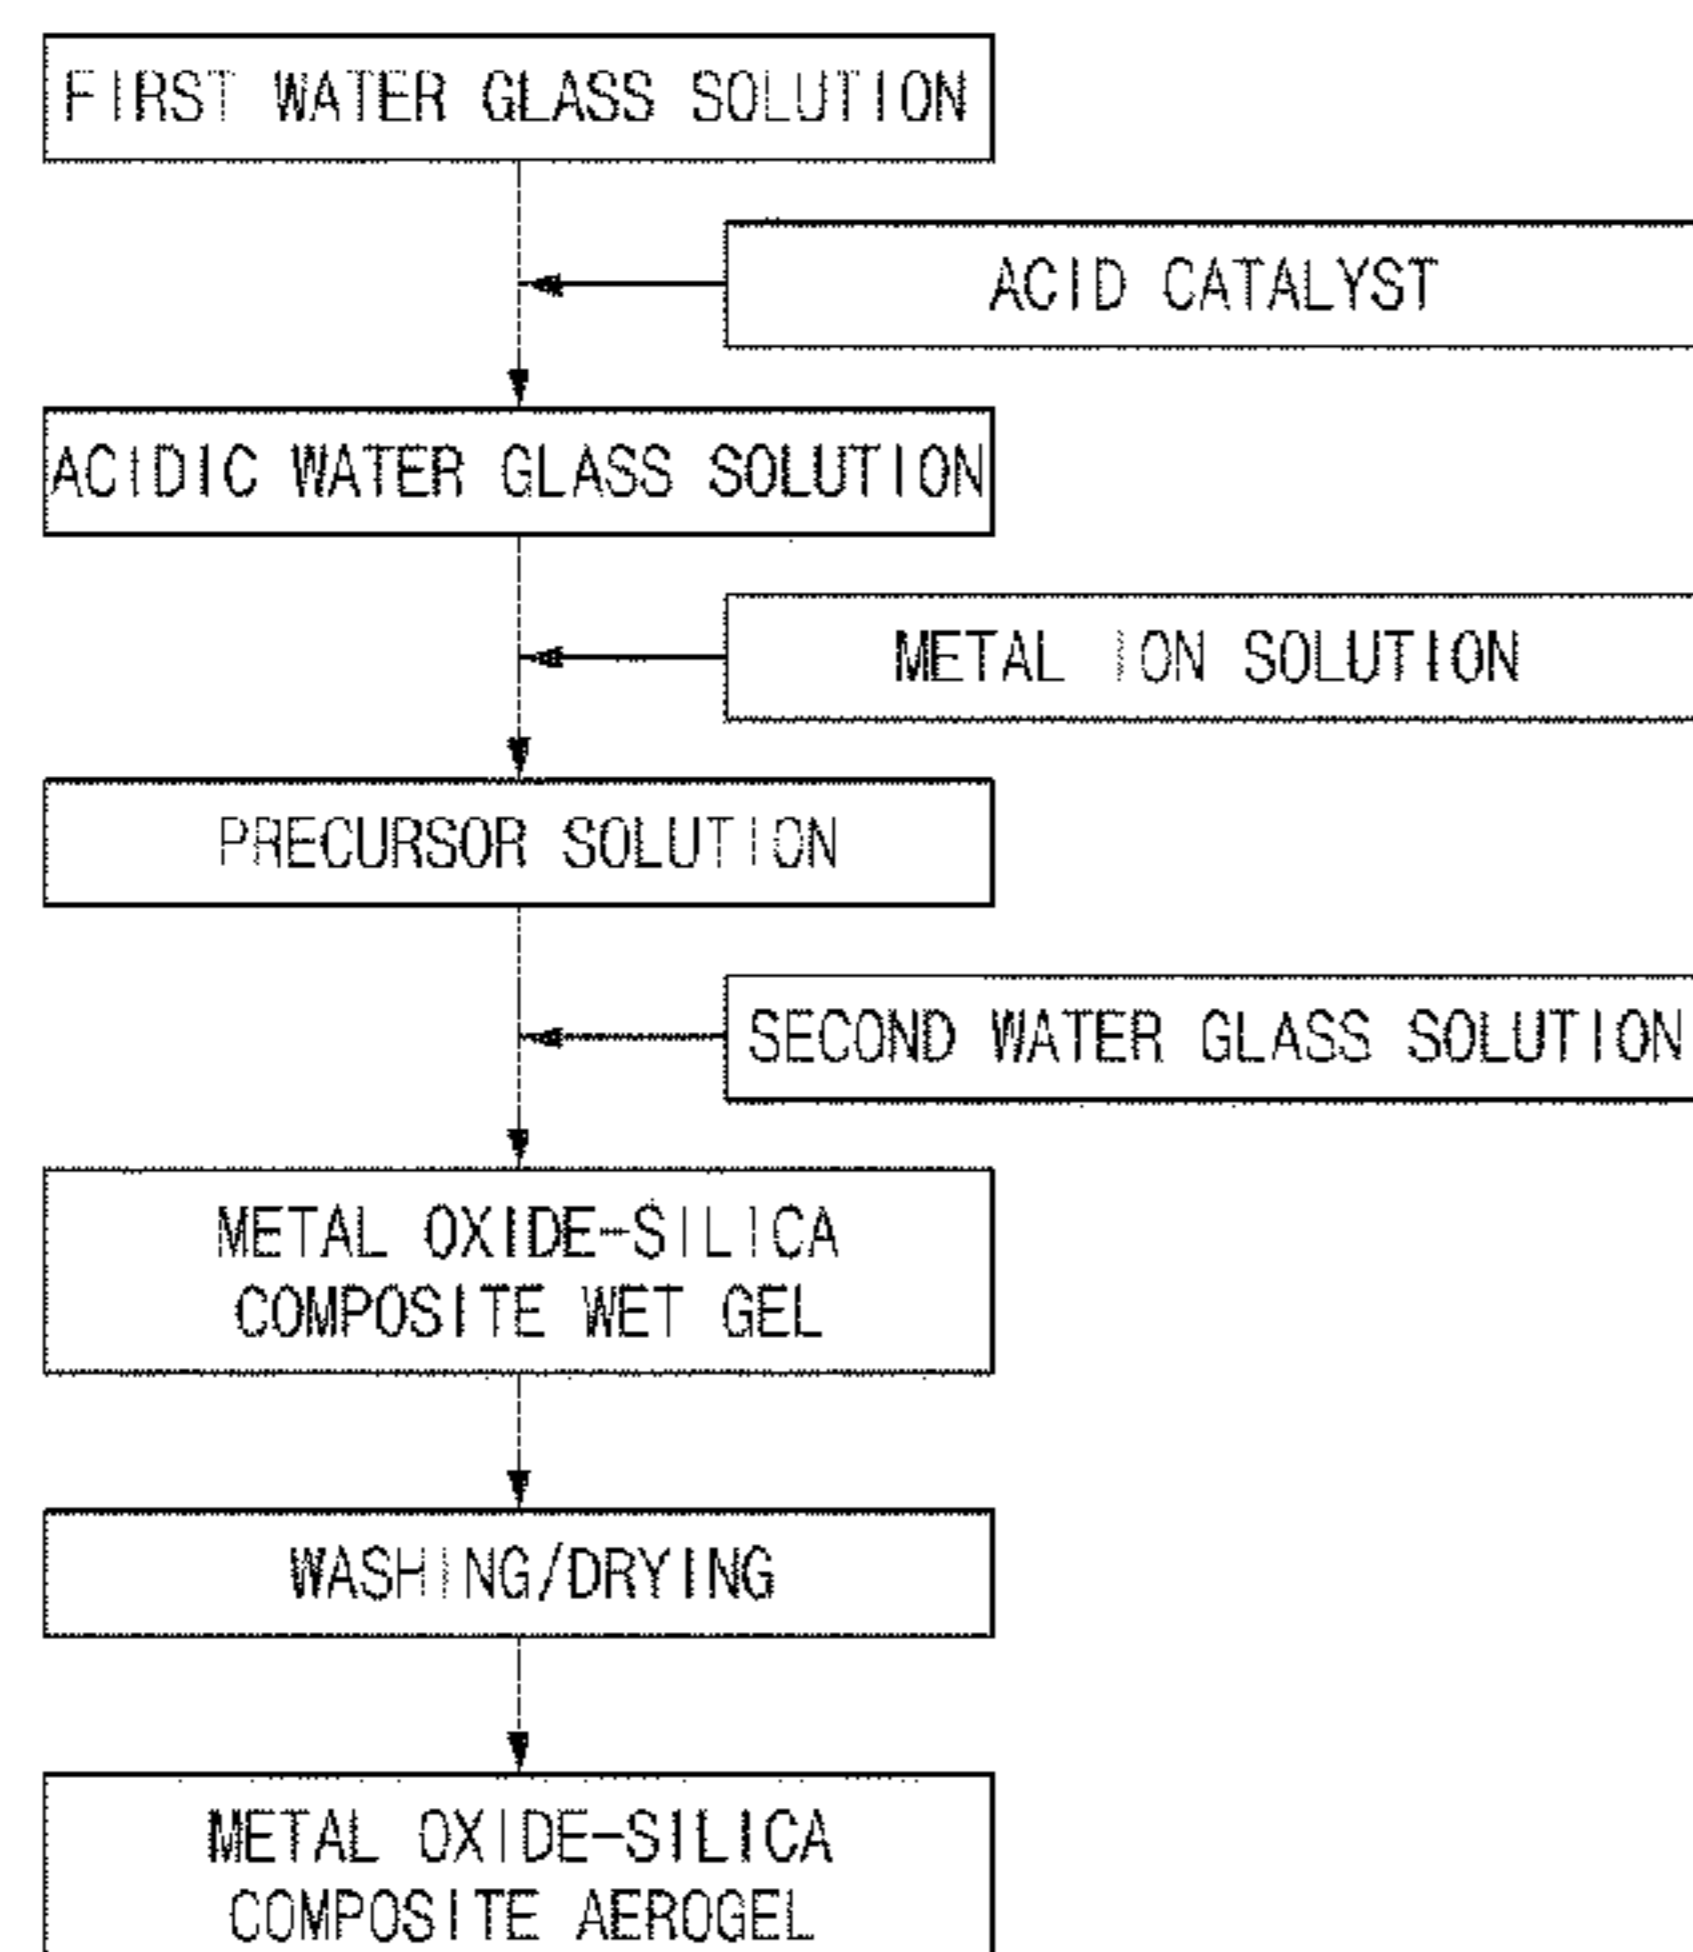 FIRST WATER GLASS SOLUTION
ACID CATALYST
ACIDIC WATER GLASS SOLUTION
METAL ION SOLUTION
PRECURSOR SOLUTION
SECOND WATER GLASS SOLUTION
METAL OXIDE-SILICA
COMPOSITE WET GEL
WASHING/DRYING
METAL OXIDE-SILICA
COMPOSITE AEROGEL